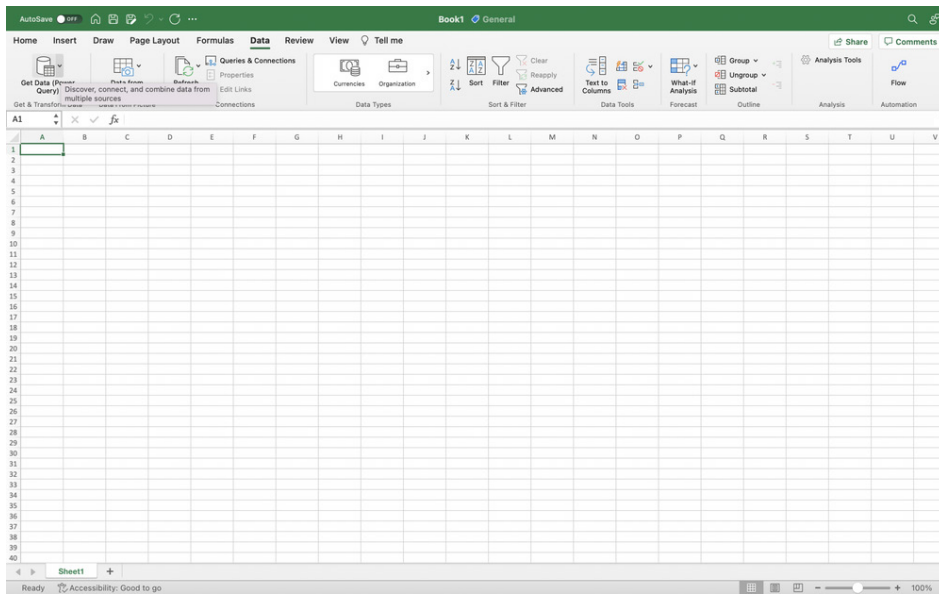 AutoSave OFF
Book1 General
Home Insert Draw Page Layout Formulas Data Review View Tell me
Share Comments
Get Data (Power
Query)
Discover, connect, and combine data from
multiple sources
Queries & Connections
Properties
Edit Links
Connections
Currencies Organization
Data Types
Sort Filter
Clear
Reapply
Advanced
Sort & Filter
Text to
Columns
Data Tools
What-If
Analysis
Forecast
Group
Ungroup
Subtotal
Outline
Analysis Tools
Analysis
Flow
Automation
A1 fx
A B C D E F G H I J K L M N O P Q R S T U V
1
2
3
4
5
6
7
8
9
10
11
12
13
14
15
16
17
18
19
20
21
22
23
24
25
26
27
28
29
30
31
32
33
34
35
36
37
38
39
40
Sheet1 +
Ready Accessibility: Good to go
100%